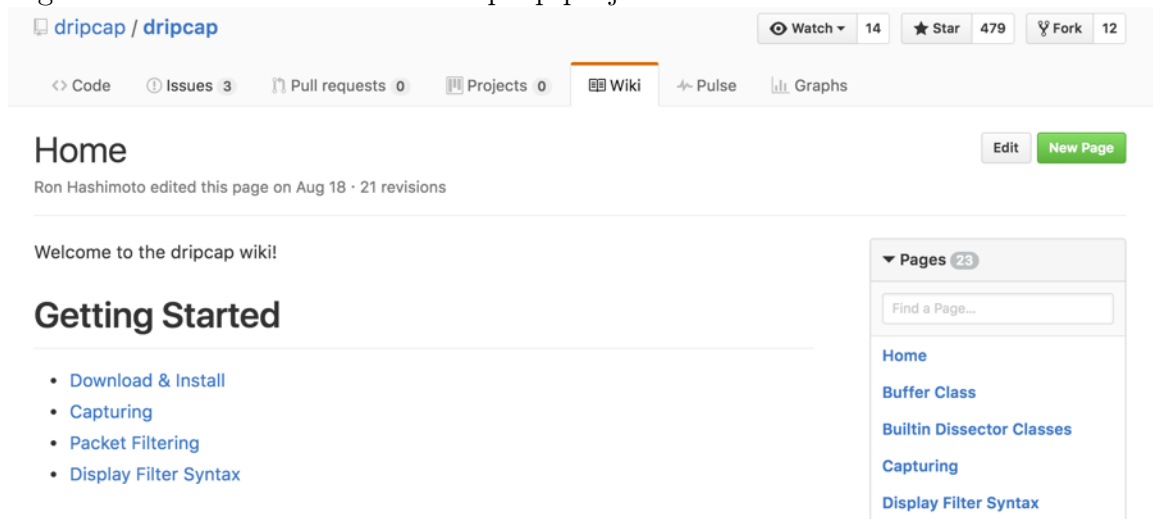 dripcap / dripcap
Watch 14 Star 479 Fork 12
Code Issues 3 Pull requests 0 Projects 0 Wiki Pulse Graphs
Home
Edit New Page
Ron Hashimoto edited this page on Aug 18 · 21 revisions
Welcome to the dripcap wiki!
Getting Started
• Download & Install
• Capturing
• Packet Filtering
• Display Filter Syntax
Pages 23
Find a Page...
Home
Buffer Class
Builtin Dissector Classes
Capturing
Display Filter Syntax